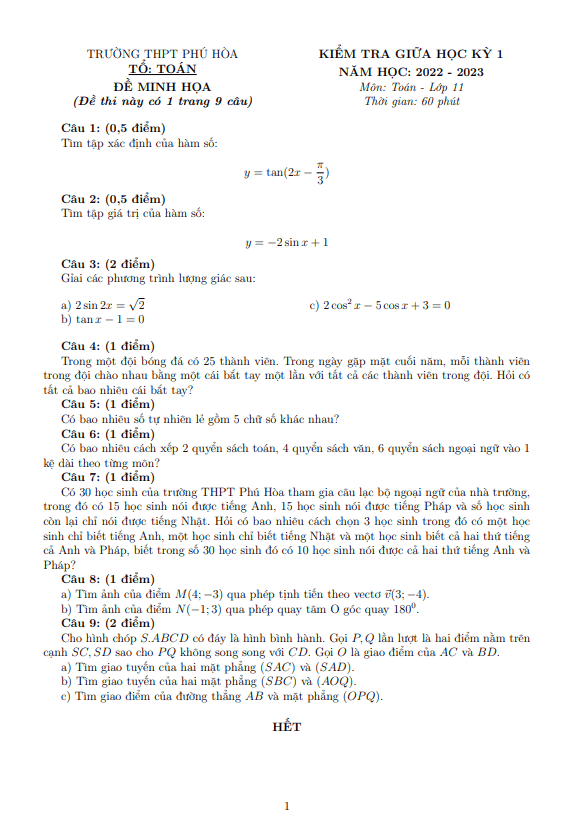 TRƯỜNG THPT PHÚ HÒA
TỔ: TOÁN
ĐỀ MINH HỌA
(Đề thi này có 1 trang 9 câu)
KIỂM TRA GIỮA HỌC KỲ 1
NĂM HỌC: 2022 - 2023
Môn: Toán - Lớp 11
Thời gian: 60 phút
Câu 1: (0,5 điểm)
Tìm tập xác định của hàm số:
y = tan(2x − π/3)
Câu 2: (0,5 điểm)
Tìm tập giá trị của hàm số:
y = −2 sin x + 1
Câu 3: (2 điểm)
Giải các phương trình lượng giác sau:
a) 2 sin 2x = √2
b) tan x − 1 = 0
c) 2 cos² x − 5 cos x + 3 = 0
Câu 4: (1 điểm)
Trong một đội bóng đá có 25 thành viên. Trong ngày gặp mặt cuối năm, mỗi thành viên
trong đội chào nhau bằng một cái bắt tay một lần với tất cả các thành viên trong đội. Hỏi có
tất cả bao nhiêu cái bắt tay?
Câu 5: (1 điểm)
Có bao nhiêu số tự nhiên lẻ gồm 5 chữ số khác nhau?
Câu 6: (1 điểm)
Có bao nhiêu cách xếp 2 quyển sách toán, 4 quyển sách văn, 6 quyển sách ngoại ngữ vào 1
kệ dài theo từng môn?
Câu 7: (1 điểm)
Có 30 học sinh của trường THPT Phú Hòa tham gia câu lạc bộ ngoại ngữ của nhà trường,
trong đó có 15 học sinh nói được tiếng Anh, 15 học sinh nói được tiếng Pháp và số học sinh
còn lại chỉ nói được tiếng Nhật. Hỏi có bao nhiêu cách chọn 3 học sinh trong đó có một học
sinh chỉ biết tiếng Anh, một học sinh chỉ biết tiếng Nhật và một học sinh biết cả hai thứ tiếng
cả Anh và Pháp, biết trong số 30 học sinh đó có 10 học sinh nói được cả hai thứ tiếng Anh và
Pháp?
Câu 8: (1 điểm)
a) Tìm ảnh của điểm M(4; −3) qua phép tịnh tiến theo vectơ v⃗(3; −4).
b) Tìm ảnh của điểm N(−1; 3) qua phép quay tâm O góc quay 180⁰.
Câu 9: (2 điểm)
Cho hình chóp S.ABCD có đáy là hình bình hành. Gọi P, Q lần lượt là hai điểm nằm trên
cạnh SC, SD sao cho PQ không song song với CD. Gọi O là giao điểm của AC và BD.
a) Tìm giao tuyến của hai mặt phẳng (SAC) và (SAD).
b) Tìm giao tuyến của hai mặt phẳng (SBC) và (AOQ).
c) Tìm giao điểm của đường thẳng AB và mặt phẳng (OPQ).
HẾT
1